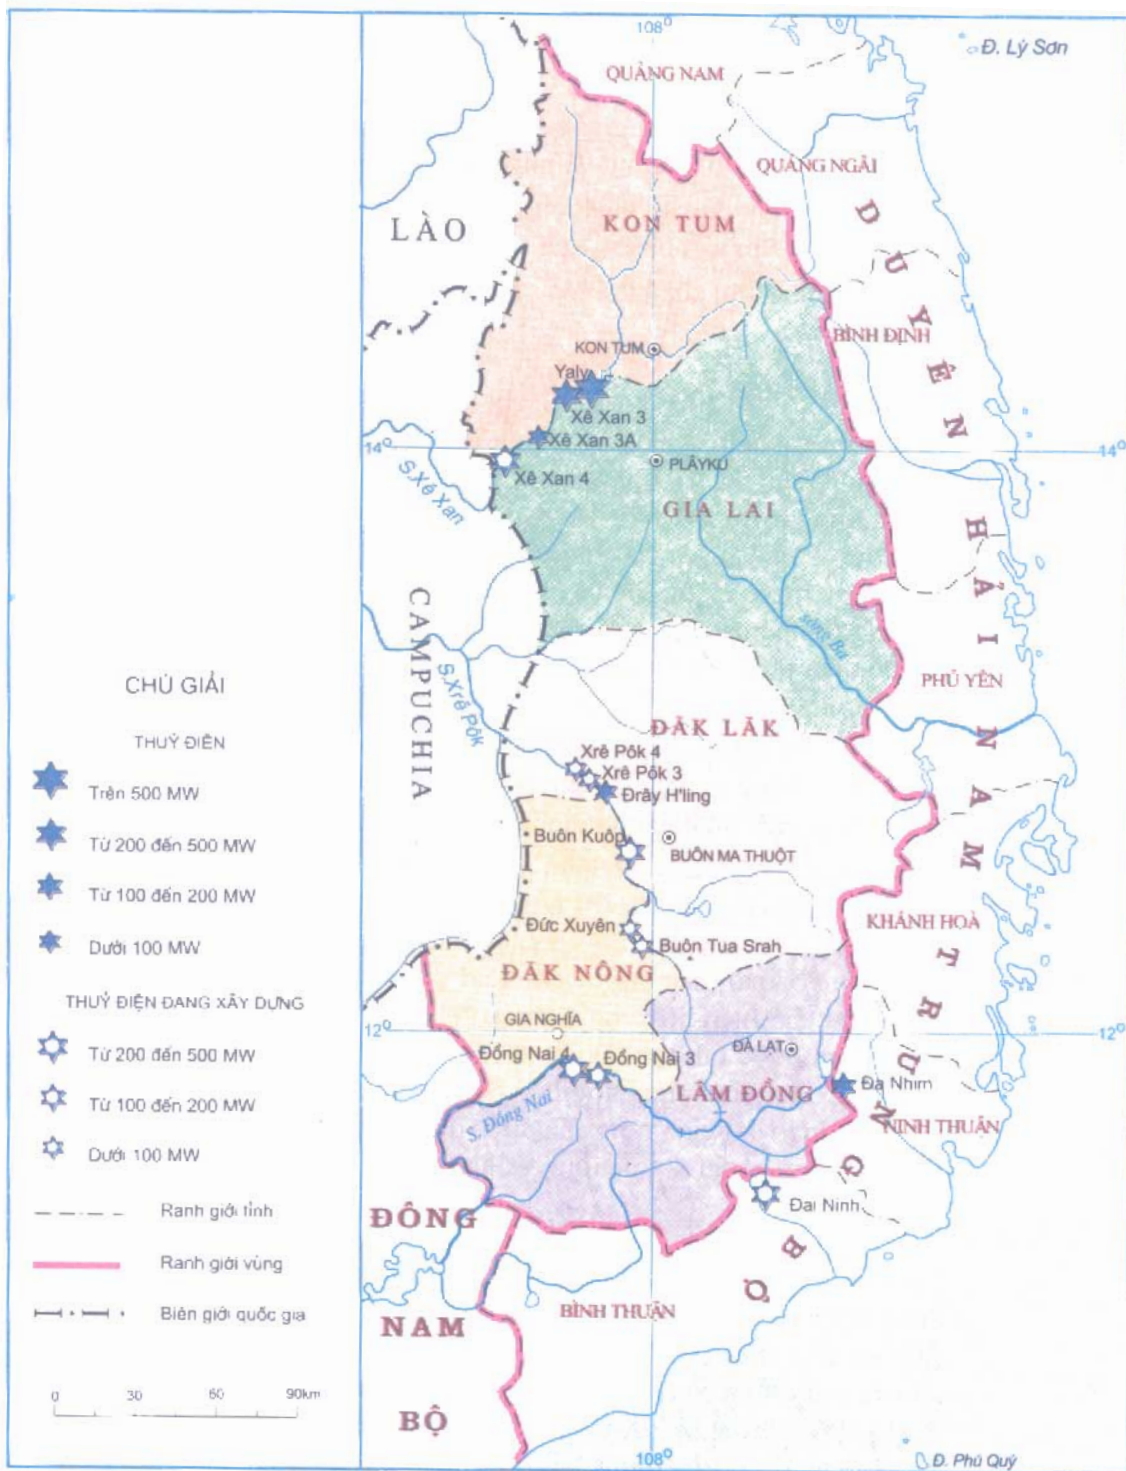 108°
Đ. Lý Sơn
QUẢNG NAM
QUẢNG NGÃI
LÀO
KON TUM
DUYÊN HẢI NAM TRUNG BỘ
BÌNH ĐỊNH
KON TUM
Yaly
Xê Xan 3
Xê Xan 3A
14°
14°
PLÂYKU
Xê Xan 4
S.Xê Xan
GIA LAI
CAMPUCHIA
sông Ba
PHÚ YÊN
S.Xrê Pôk
ĐĂK LĂK
Xrê Pôk 4
Xrê Pôk 3
Đrây H'ling
Buôn Kuôp
BUÔN MA THUỘT
KHÁNH HOÀ
Đức Xuyên
Buôn Tua Srah
ĐĂK NÔNG
GIA NGHĨA
12°
12°
ĐÀ LẠT
Đồng Nai 4
Đồng Nai 3
LÂM ĐỒNG
Đa Nhim
S. Đồng Nai
NINH THUẬN
Đại Ninh
ĐÔNG
NAM
BỘ
BÌNH THUẬN
108°
Đ. Phú Quý
CHÚ GIẢI
THUỶ ĐIỆN
Trên 500 MW
Từ 200 đến 500 MW
Từ 100 đến 200 MW
Dưới 100 MW
THUỶ ĐIỆN ĐANG XÂY DỰNG
Từ 200 đến 500 MW
Từ 100 đến 200 MW
Dưới 100 MW
Ranh giới tỉnh
Ranh giới vùng
Biên giới quốc gia
0 30 60 90km